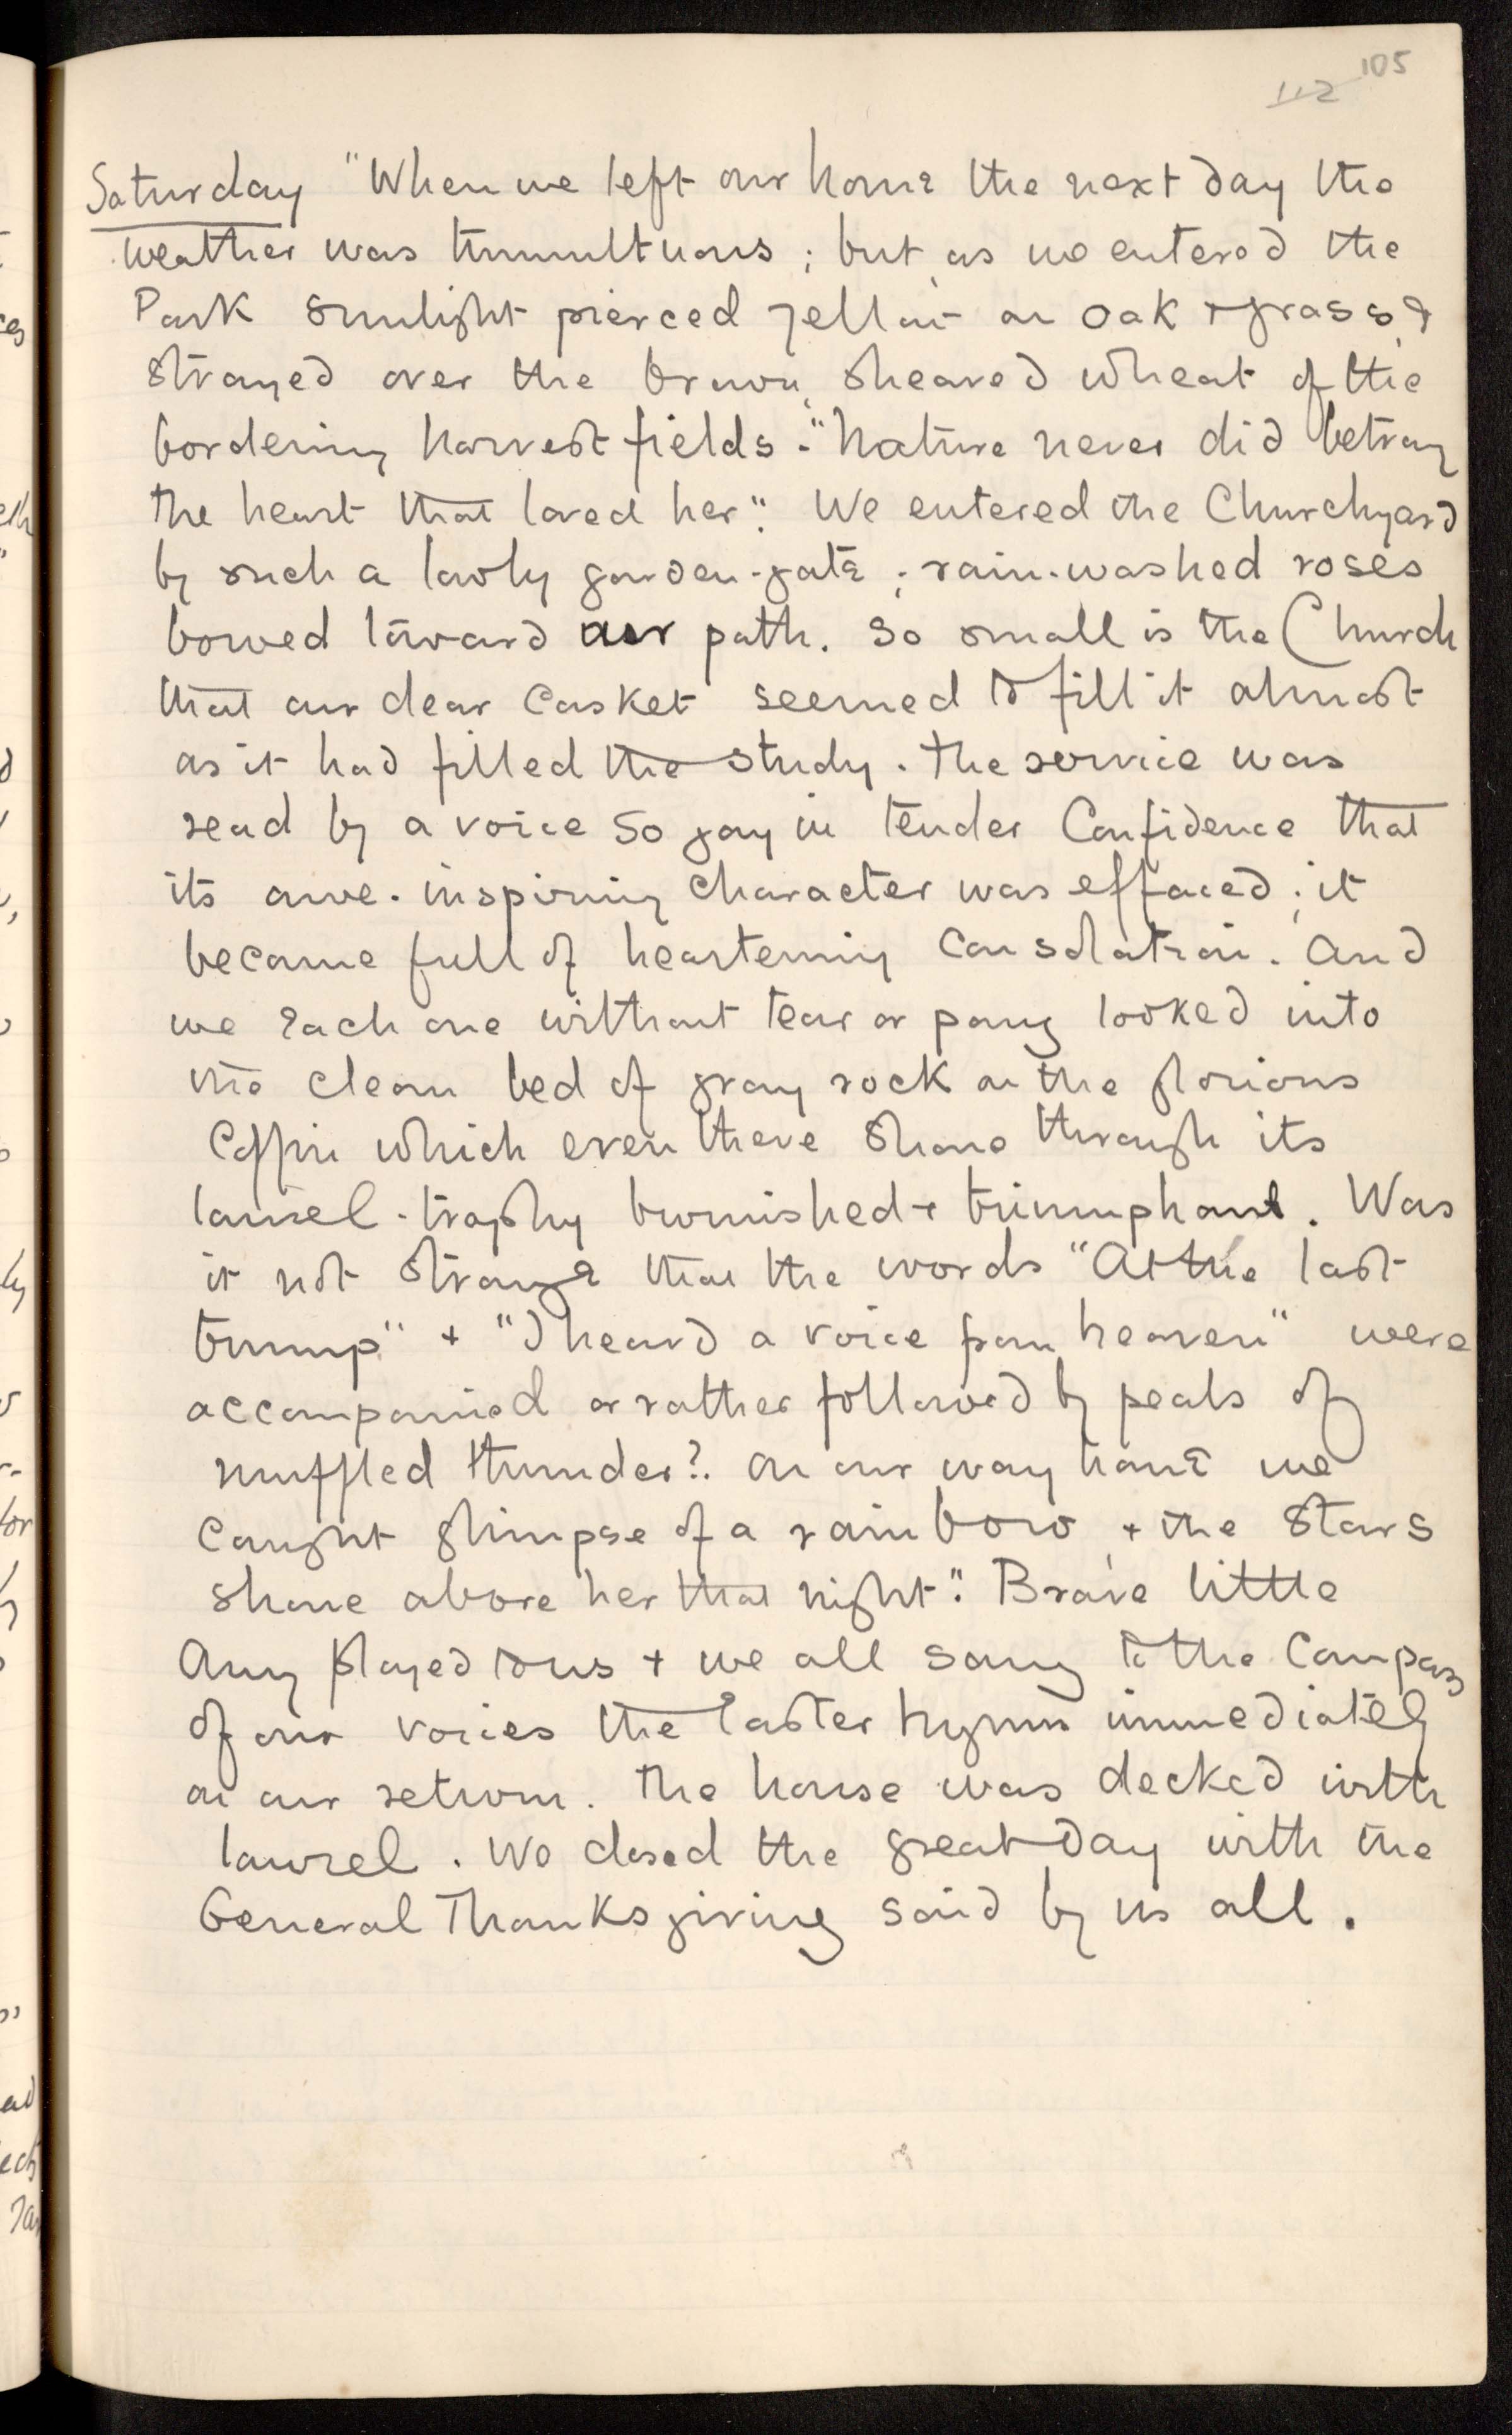 105
112
Saturday "When we left our home the next day the
weather was tumultuous; but as we entered the
Park sunlight pierced yellow on oak + grass, &
strayed over the brown, sheaved wheat of the
bordering harvest fields - "Nature never did betray
the heart that loved her". We entered the Churchyard
by such a lowly garden-gate; rain-washed roses
bowed toward our path. So small is the Church
that our dear Casket seemed to fill it almost
as it had filled the study. The service was
read by a voice so gay in tender Confidence that
its awe-inspiring character was effaced; it
became full of heartening consolation. And
we each one without tear or pang looked into
the clean bed of gray rock on the glorious
Coffin which even there shone through its
laurel-trophy burnished + triumphant. Was
it not strange that the words "At the last
trump" + "I heard a voice from heaven" were
accompanied or rather followed by peals of
muffled thunder?. On our way home we
caught glimpse of a rainbow, + the stars
shone above her that night". Brave little
Amy played to us + we all sang to the Compass
of our voices the Easter hymn immediately
on our return. The house was decked with
laurel. We closed the great day with the
General Thanksgiving said by us all.